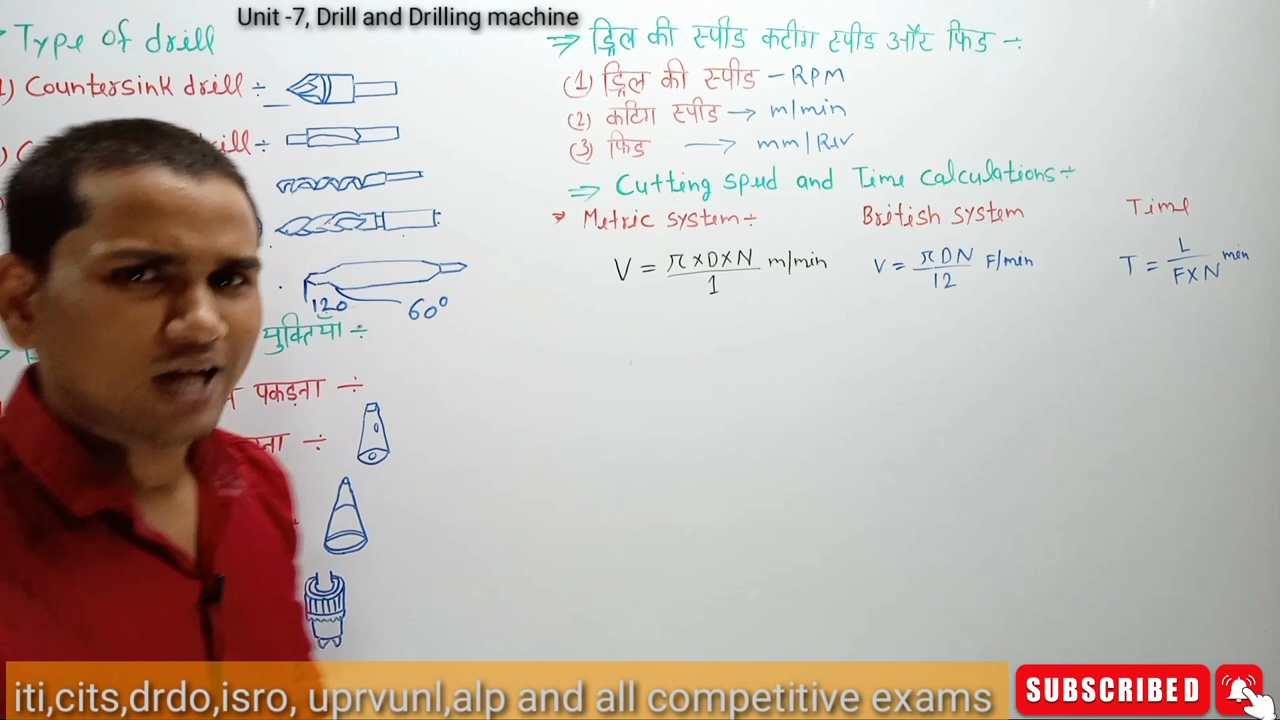 Unit -7, Drill and Drilling machine
Type of drill
1) Countersink drill ÷
rill ÷
120
60°
युक्तियाँ ÷
पकड़ना ÷
ना ÷
⇒ ड्रिल की स्पीड कटींग स्पीड और फिड ÷
(1) ड्रिल की स्पीड - RPM
(2) कटिंग स्पीड → m/min
(3) फिड → mm/Rev
⇒ Cutting speed and Time calculations ÷
Metric system ÷ British system Time
V = π×D×N/1 m/min V = πDN/12 F/min T = L/F×N min
iti,cits,drdo,isro, uprvunl,alp and all competitive exams
SUBSCRIBED